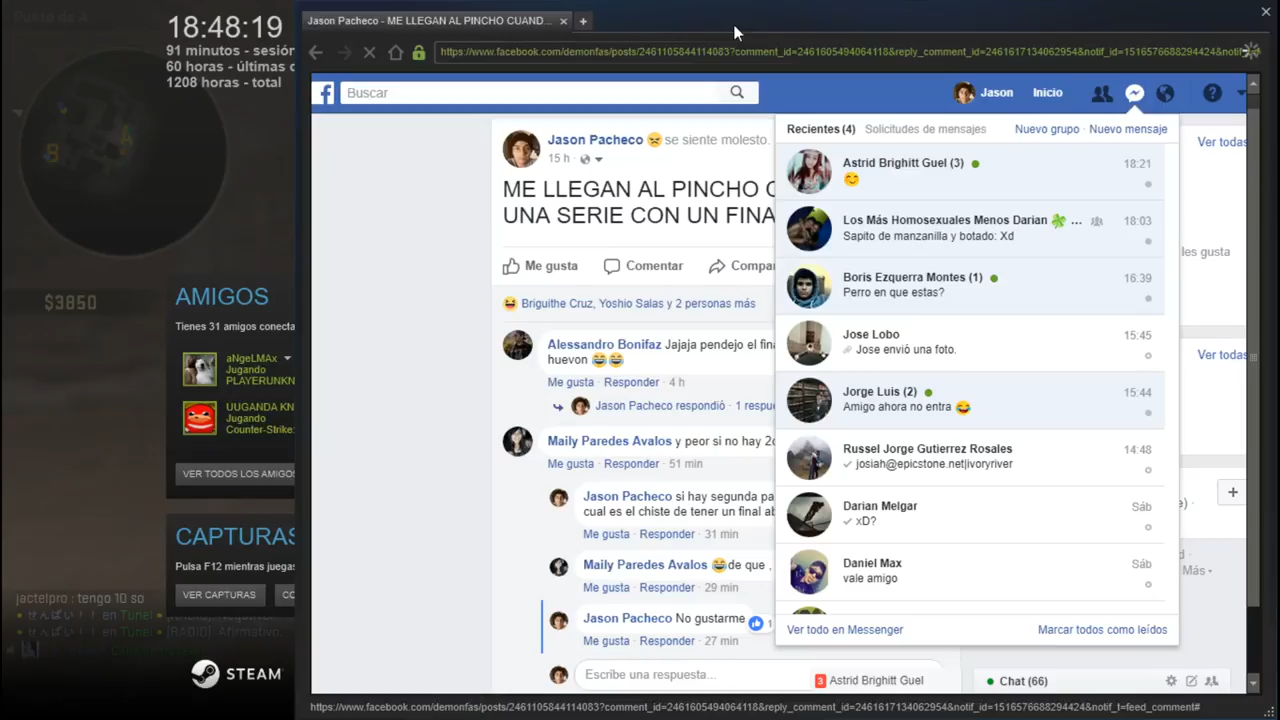 18:48:19
91 minutos - sesión
60 horas - últimas
1208 horas - total
B
A
$3850
AMIGOS
Tienes 31 amigos conecta
aNgeLMAx
Jugando
PLAYERUNKN
UUGANDA KN
Jugando
Counter-Strike:
VER TODOS LOS AMIGOS
CAPTURAS
Pulsa F12 mientras juegas
VER CAPTURAS
jactelpro : tengo 10 so
[RADIO]: Afirmativo.
STEAM
Jason Pacheco - ME LLEGAN AL PINCHO CUAND...
https://www.facebook.com/demonfas/posts/2461105844114083?comment_id=2461605494064118&reply_comment_id=2461617134062954&notif_id=1516576688294424&notif
Buscar
Jason
Inicio
Jason Pacheco se siente molesto.
15 h
ME LLEGAN AL PINCHO
UNA SERIE CON UN FINA
Me gusta Comentar Compar
Briguithe Cruz, Yoshio Salas y 2 personas más
Alessandro Bonifaz Jajaja pendejo el fina
huevon 😂😂
Me gusta · Responder · 4 h
Jason Pacheco respondió · 1 respu
Maily Paredes Avalos y peor si no hay 2
Me gusta · Responder · 51 min
Jason Pacheco si hay segunda pa
cual es el chiste de tener un final ab
Me gusta · Responder · 31 min
Maily Paredes Avalos 😂de que ,
Me gusta · Responder · 29 min
Jason Pacheco No gustarme
1
Me gusta · Responder · 27 min
Escribe una respuesta...
3 Astrid Brighitt Guel
Recientes (4) Solicitudes de mensajes Nuevo grupo · Nuevo mensaje
Astrid Brighitt Guel (3) 18:21
😊
Los Más Homosexuales Menos Darian 🍀 ... 18:03
Sapito de manzanilla y botado: Xd
Boris Ezquerra Montes (1) 16:39
Perro en que estas?
Jose Lobo 15:45
Jose envió una foto.
Jorge Luis (2) 15:44
Amigo ahora no entra 😂
Russel Jorge Gutierrez Rosales 14:48
josiah@epicstone.net|ivoryriver
Darian Melgar Sáb
xD?
Daniel Max Sáb
vale amigo
Ver todo en Messenger Marcar todos como leídos
Ver todas
les gusta
Ver todas
Más
Chat (66)
https://www.facebook.com/demonfas/posts/2461105844114083?comment_id=2461605494064118&reply_comment_id=2461617134062954&notif_id=1516576688294424&notif_t=feed_comment#